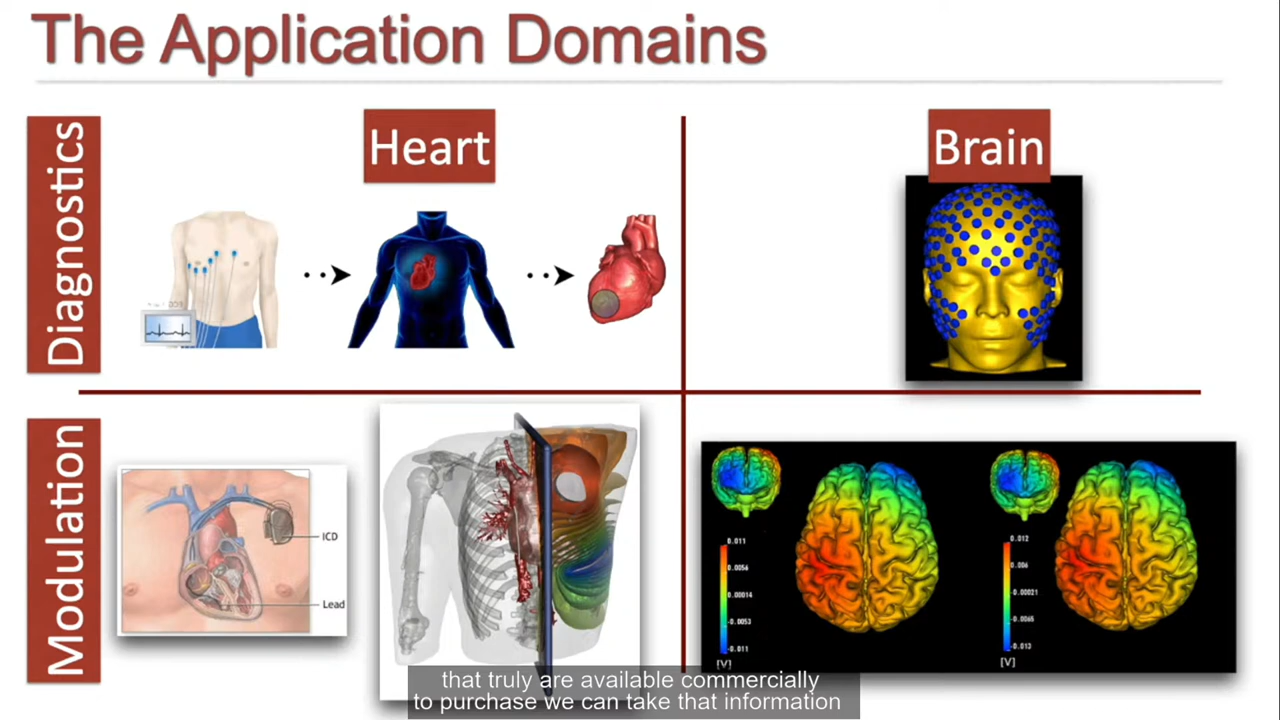 The Application Domains
Heart
Brain
Diagnostics
Modulation
ICD
Lead
0.011
0.0056
0.00014
-0.0053
-0.011
[V]
0.012
0.006
-0.00021
-0.0065
-0.013
[V]
that truly are available commercially
to purchase we can take that information